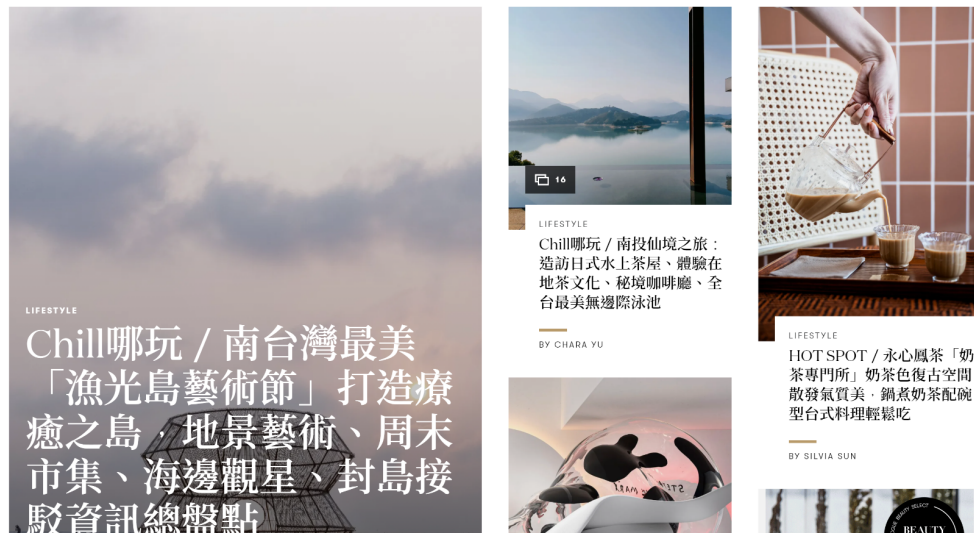 LIFESTYLE
Chill哪玩 / 南台灣最美
「漁光島藝術節」打造療
癒之島,地景藝術、周末
市集、海邊觀星、封島接
駁資訊總盤點
16
LIFESTYLE
Chill哪玩 / 南投仙境之旅:
造訪日式水上茶屋、體驗在
地茶文化、秘境咖啡廳、全
台最美無邊際泳池
BY CHARA YU
LIFESTYLE
HOT SPOT / 永心鳳茶「奶
茶專門所」奶茶色復古空間
散發氣質美,鍋煮奶茶配碗
型台式料理輕鬆吃
BY SILVIA SUN
BEAUTY SELECT
BEAUTY